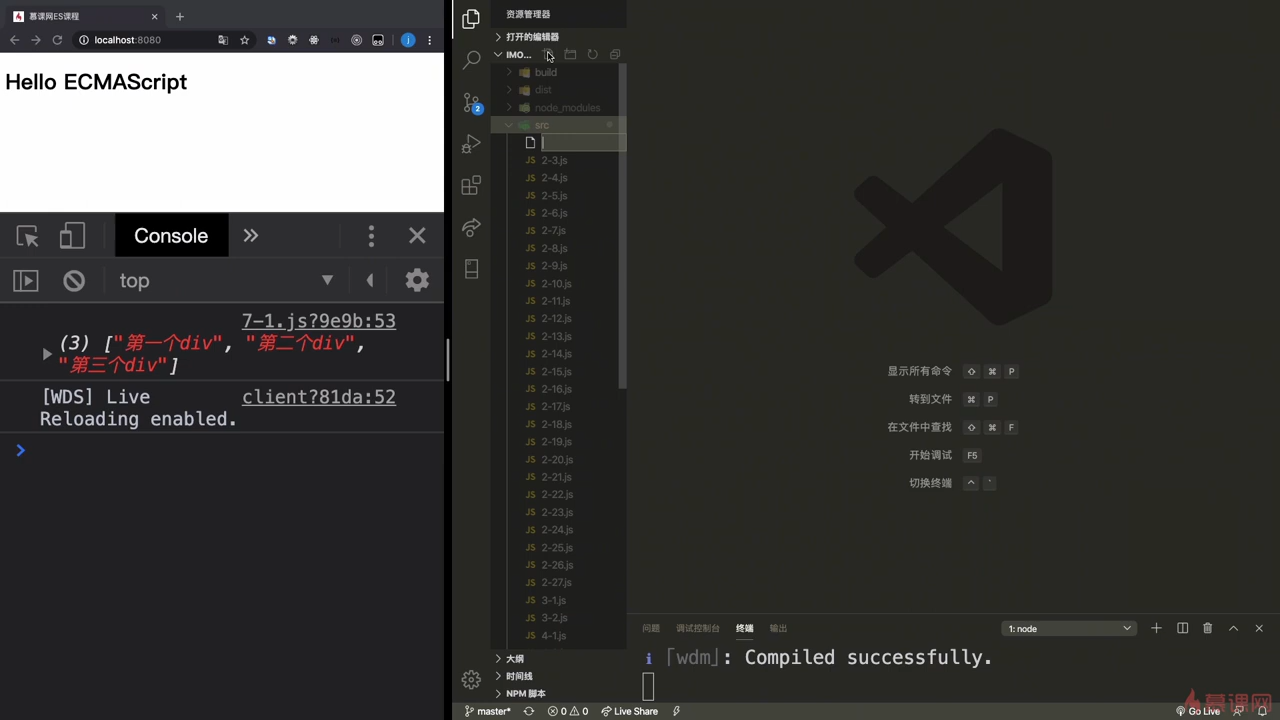 慕课网ES课程
localhost:8080
Hello ECMAScript
Console
top
7-1.js?9e9b:53
(3) ["第一个div", "第二个div",
"第三个div"]
[WDS] Live
client?81da:52
Reloading enabled.
资源管理器
打开的编辑器
IMO...
build
dist
node_modules
src
2-3.js
2-4.js
2-5.js
2-6.js
2-7.js
2-8.js
2-9.js
2-10.js
2-11.js
2-12.js
2-13.js
2-14.js
2-15.js
2-16.js
2-17.js
2-18.js
2-19.js
2-20.js
2-21.js
2-22.js
2-23.js
2-24.js
2-25.js
2-26.js
2-27.js
3-1.js
3-2.js
4-1.js
大纲
时间线
NPM 脚本
显示所有命令 ⇧ ⌘ P
转到文件 ⌘ P
在文件中查找 ⇧ ⌘ F
开始调试 F5
切换终端 ^ `
问题 调试控制台 终端 输出
1: node
ℹ ｢wdm｣: Compiled successfully.
master* 0 0 Live Share
Go Live
慕课网